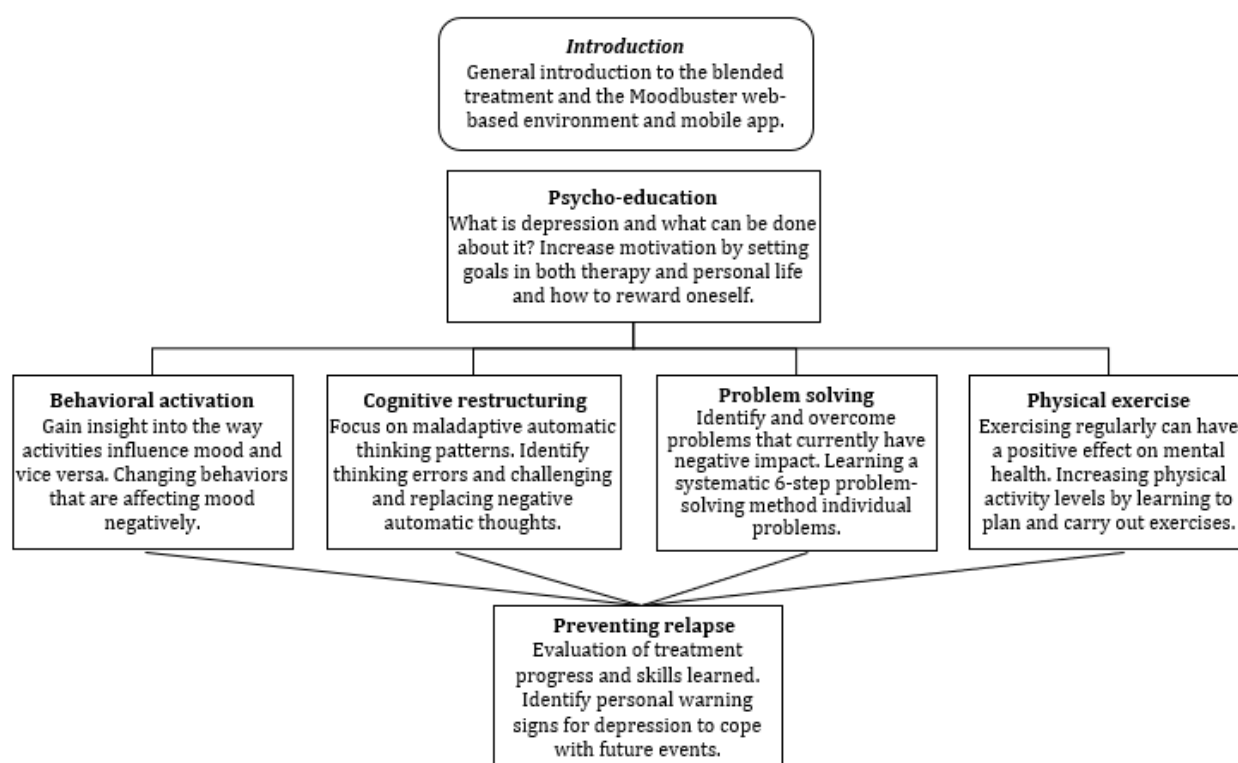 Introduction
General introduction to the blended
treatment and the Moodbuster web-
based environment and mobile app.
Psycho-education
What is depression and what can be done
about it? Increase motivation by setting
goals in both therapy and personal life
and how to reward oneself.
Behavioral activation
Gain insight into the way
activities influence mood and
vice versa. Changing behaviors
that are affecting mood
negatively.
Cognitive restructuring
Focus on maladaptive automatic
thinking patterns. Identify
thinking errors and challenging
and replacing negative
automatic thoughts.
Problem solving
Identify and overcome
problems that currently have
negative impact. Learning a
systematic 6-step problem-
solving method individual
problems.
Physical exercise
Exercising regularly can have
a positive effect on mental
health. Increasing physical
activity levels by learning to
plan and carry out exercises.
Preventing relapse
Evaluation of treatment
progress and skills learned.
Identify personal warning
signs for depression to cope
with future events.